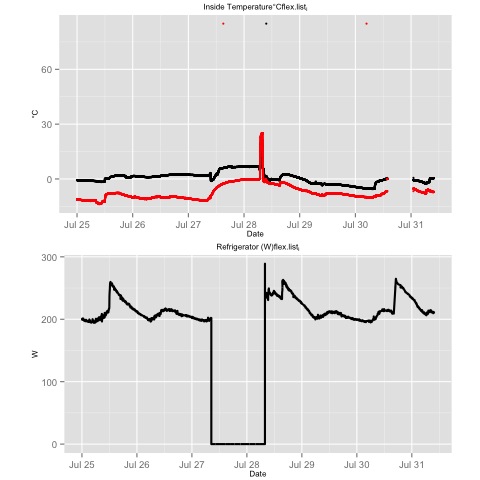 Inside Temperature°Cflex.list,
60
30
0
°C
Jul 25 Jul 26 Jul 27 Jul 28 Jul 29 Jul 30 Jul 31
Date
Refrigerator (W)flex.list,
300
200
100
0
W
Jul 25 Jul 26 Jul 27 Jul 28 Jul 29 Jul 30 Jul 31
Date